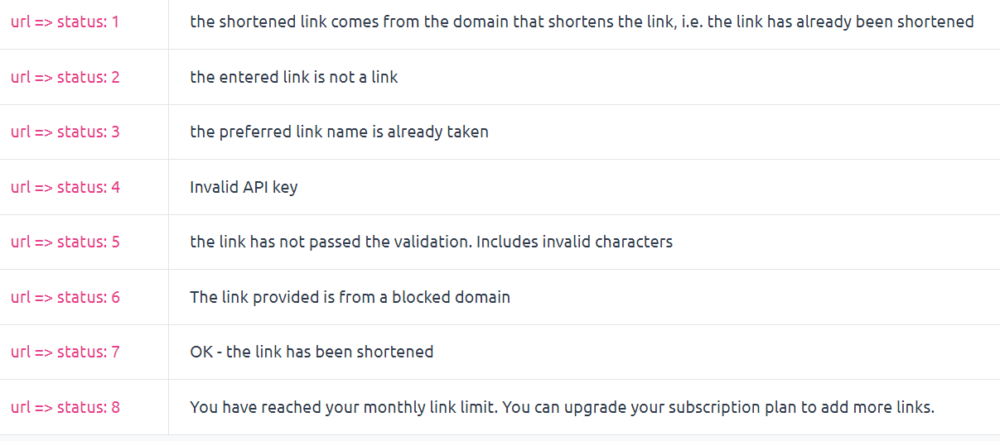 url => status: 1 the shortened link comes from the domain that shortens the link, i.e. the link has already been shortened
url => status: 2 the entered link is not a link
url => status: 3 the preferred link name is already taken
url => status: 4 Invalid API key
url => status: 5 the link has not passed the validation. Includes invalid characters
url => status: 6 The link provided is from a blocked domain
url => status: 7 OK - the link has been shortened
url => status: 8 You have reached your monthly link limit. You can upgrade your subscription plan to add more links.